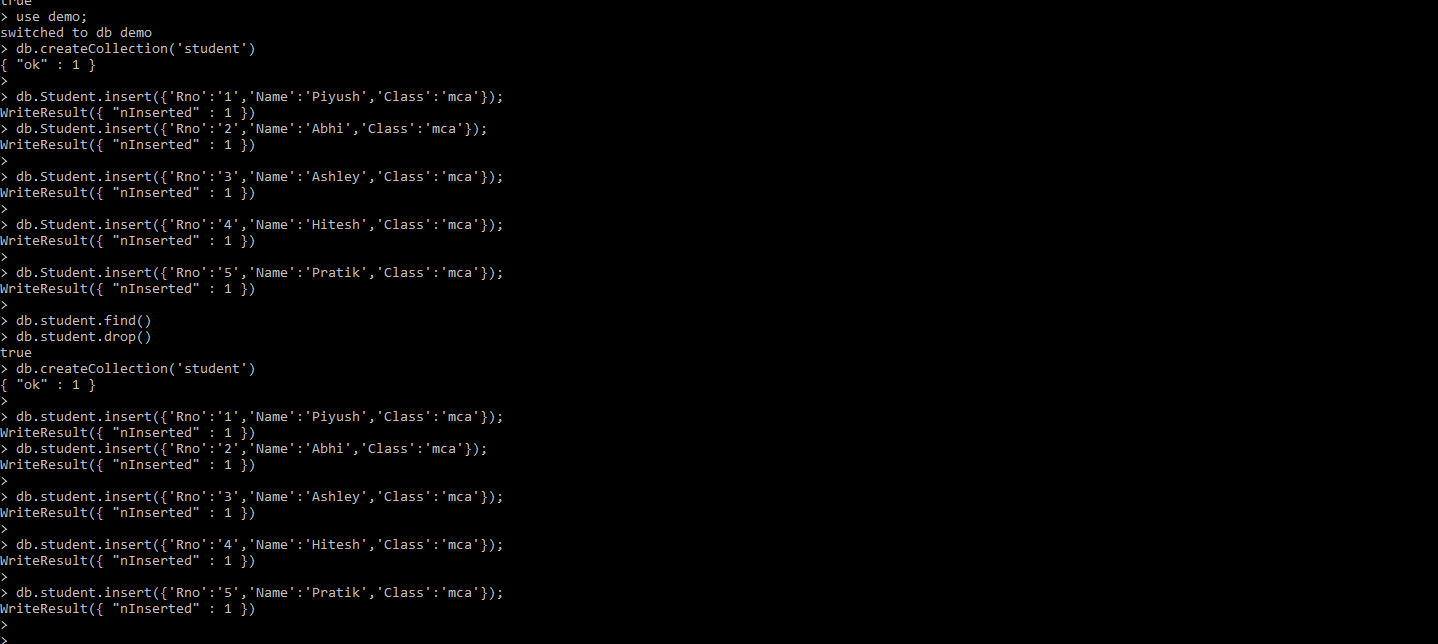 true
> use demo;
switched to db demo
> db.createCollection('student')
{ "ok" : 1 }
>
> db.Student.insert({'Rno':'1','Name':'Piyush','Class':'mca'});
WriteResult({ "nInserted" : 1 })
> db.Student.insert({'Rno':'2','Name':'Abhi','Class':'mca'});
WriteResult({ "nInserted" : 1 })
>
> db.Student.insert({'Rno':'3','Name':'Ashley','Class':'mca'});
WriteResult({ "nInserted" : 1 })
>
> db.Student.insert({'Rno':'4','Name':'Hitesh','Class':'mca'});
WriteResult({ "nInserted" : 1 })
>
> db.Student.insert({'Rno':'5','Name':'Pratik','Class':'mca'});
WriteResult({ "nInserted" : 1 })
>
> db.student.find()
> db.student.drop()
true
> db.createCollection('student')
{ "ok" : 1 }
>
> db.student.insert({'Rno':'1','Name':'Piyush','Class':'mca'});
WriteResult({ "nInserted" : 1 })
> db.student.insert({'Rno':'2','Name':'Abhi','Class':'mca'});
WriteResult({ "nInserted" : 1 })
>
> db.student.insert({'Rno':'3','Name':'Ashley','Class':'mca'});
WriteResult({ "nInserted" : 1 })
>
> db.student.insert({'Rno':'4','Name':'Hitesh','Class':'mca'});
WriteResult({ "nInserted" : 1 })
>
> db.student.insert({'Rno':'5','Name':'Pratik','Class':'mca'});
WriteResult({ "nInserted" : 1 })
>
>